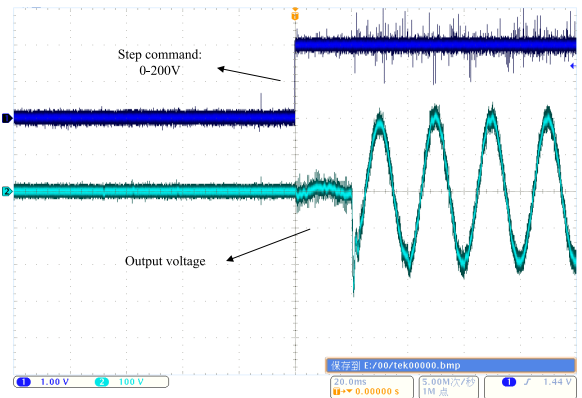 Step command:
0-200V
1
2
Output voltage
保存到 E:/00/tek00000.bmp
1 1.00 V 2 100 V
20.0ms
T→▼ 0.00000 s
5.00M次/秒
1M 点
1 1.44 V